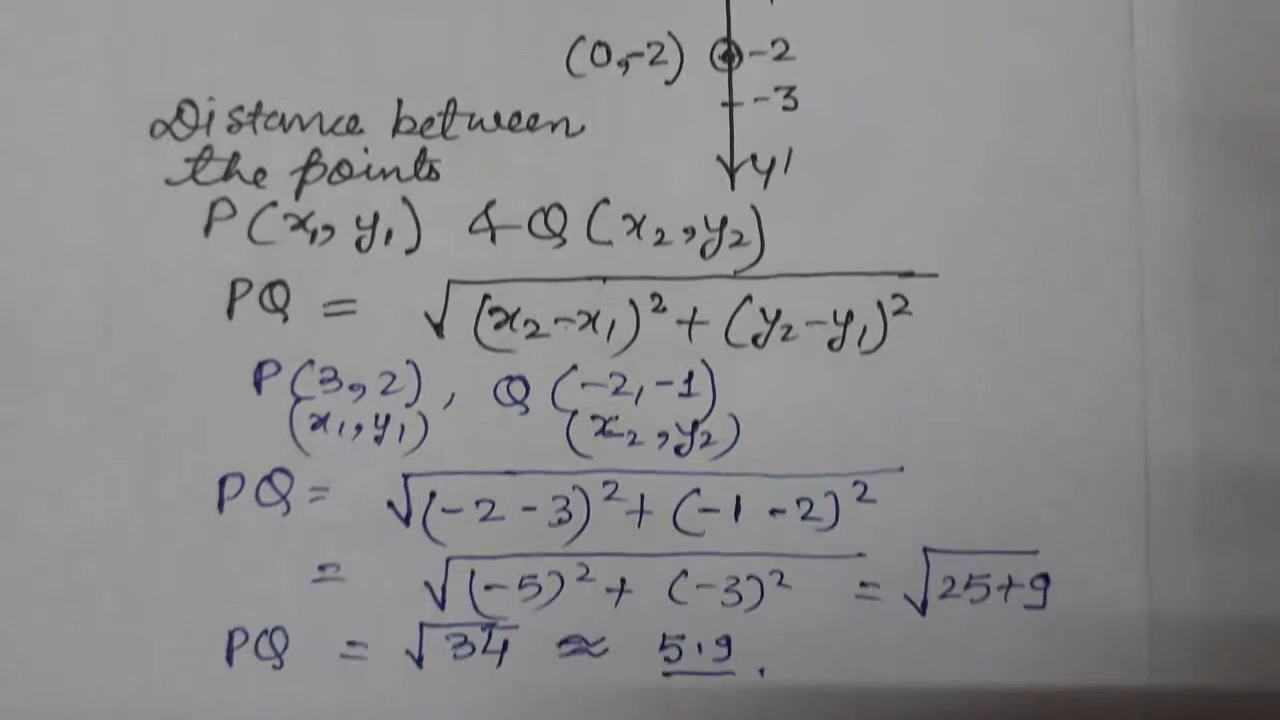 (0,-2) -2
-3
Distance between
the points y'
P(x₁, y₁) & Q(x₂, y₂)
PQ = √(x₂-x₁)² + (y₂-y₁)²
P(3, 2), Q(-2, -1)
(x₁, y₁) (x₂, y₂)
PQ = √(-2-3)² + (-1-2)²
= √(-5)² + (-3)² = √25+9
PQ = √34 ≈ 5.9.